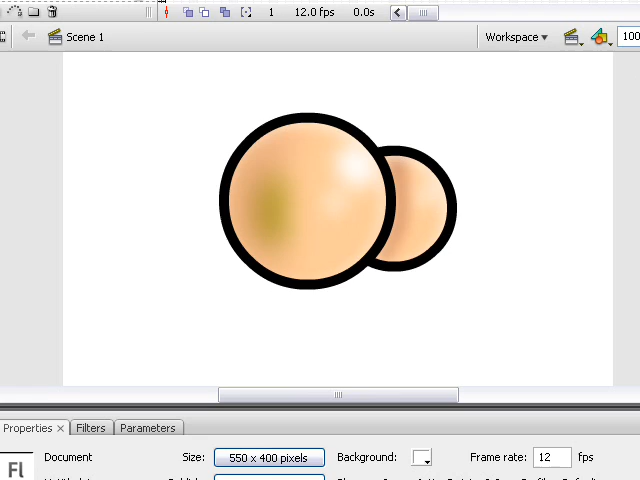 1 12.0 fps 0.0s
Scene 1 Workspace 100
Properties Filters Parameters
Document Size: 550 x 400 pixels Background: Frame rate: 12 fps
Fl